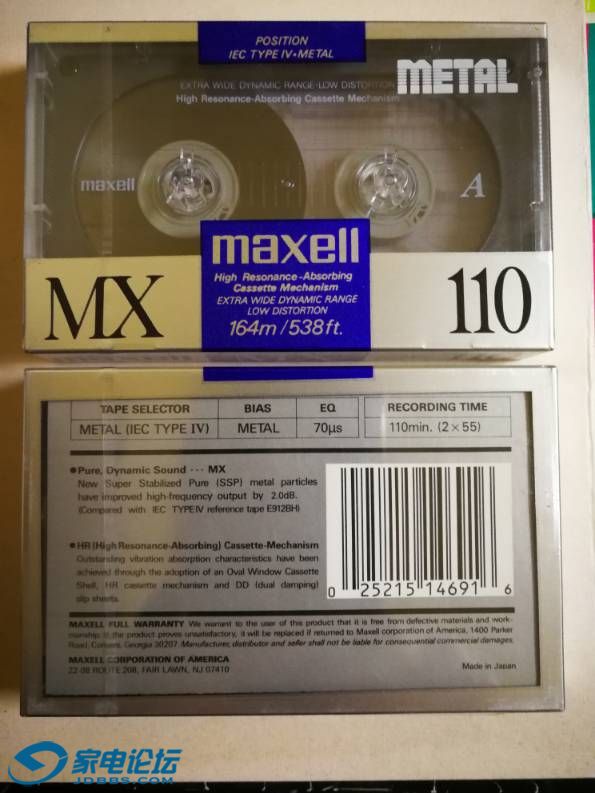 POSITION
IEC TYPE IV•METAL
METAL
EXTRA WIDE DYNAMIC RANGE•LOW DISTORTION
High Resonance-Absorbing Cassette Mechanism
maxell
A
maxell
High Resonance-Absorbing
Cassette Mechanism
EXTRA WIDE DYNAMIC RANGE
LOW DISTORTION
164m/538ft.
MX
110
TAPE SELECTOR BIAS EQ RECORDING TIME
METAL (IEC TYPE IV) METAL 70µs 110min. (2×55)
●Pure, Dynamic Sound ··· MX
New Super Stabilized Pure (SSP) metal particles
have improved high-frequency output by 2.0dB.
(Compared with IEC TYPE IV reference tape E912BH)
●HR (High Resonance-Absorbing) Cassette-Mechanism
Outstanding vibration absorption characteristics have been
achieved through the adoption of an Oval Window Cassette
Shell, HR cassette mechanism and DD (dual damping)
slip sheets.
0 25215 14691 6
MAXELL FULL WARRANTY We warrant to the user of this product that it is free from defective materials and work-
manship. If the product proves unsatisfactory, it will be replaced if returned to Maxell corporation of America, 1400 Parker
Road, Conyers, Georgia 30207. Manufacturer, distributor and seller shall not be liable for consequential commercial damages.
MAXELL CORPORATION OF AMERICA
22-08 ROUTE 208, FAIR LAWN, NJ 07410
Made in Japan
家电论坛
JDBBS.COM